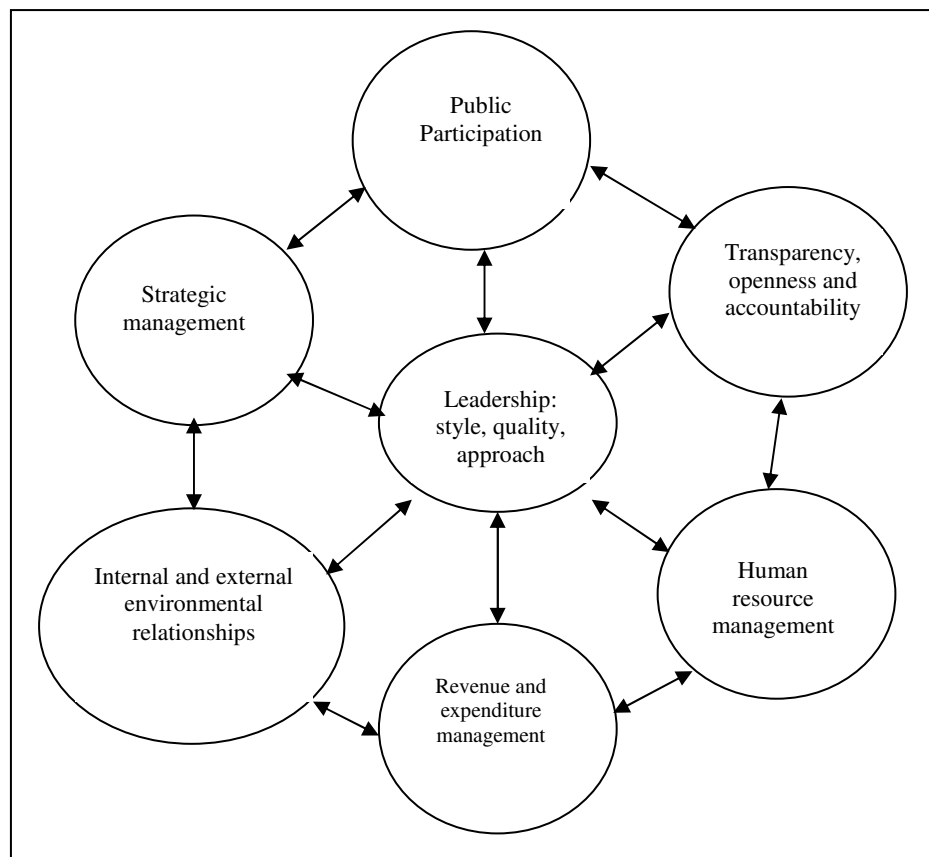 Public
Participation
Transparency,
openness and
accountability
Strategic
management
Leadership:
style, quality,
approach
Internal and external
environmental
relationships
Human
resource
management
Revenue and
expenditure
management